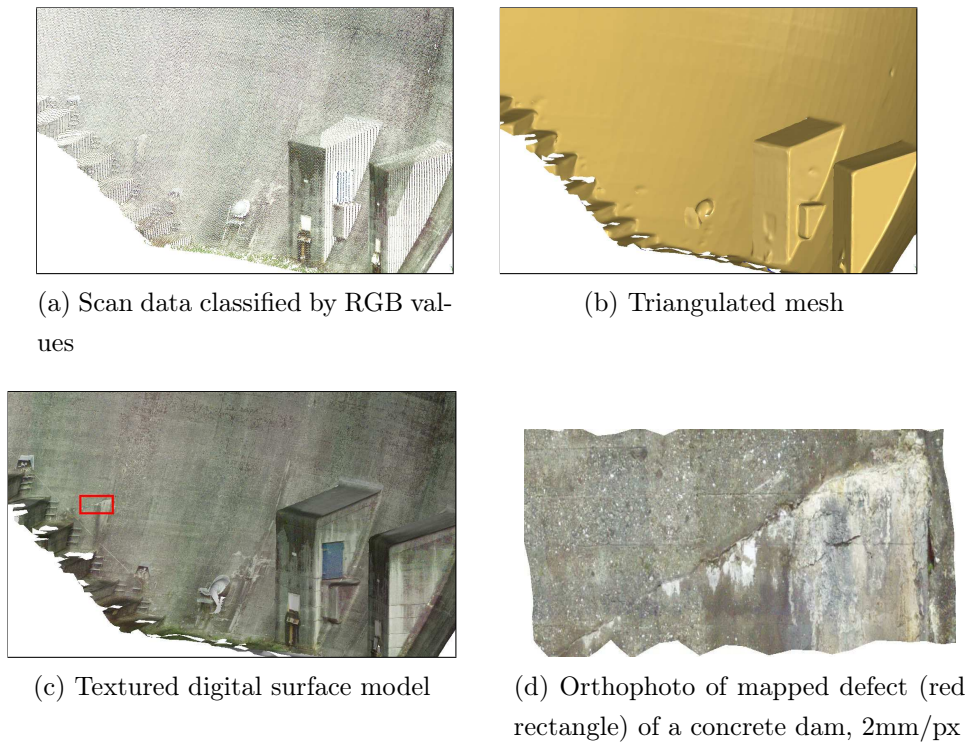 (a) Scan data classified by RGB val-
ues
(b) Triangulated mesh
(c) Textured digital surface model
(d) Orthophoto of mapped defect (red
rectangle) of a concrete dam, 2mm/px